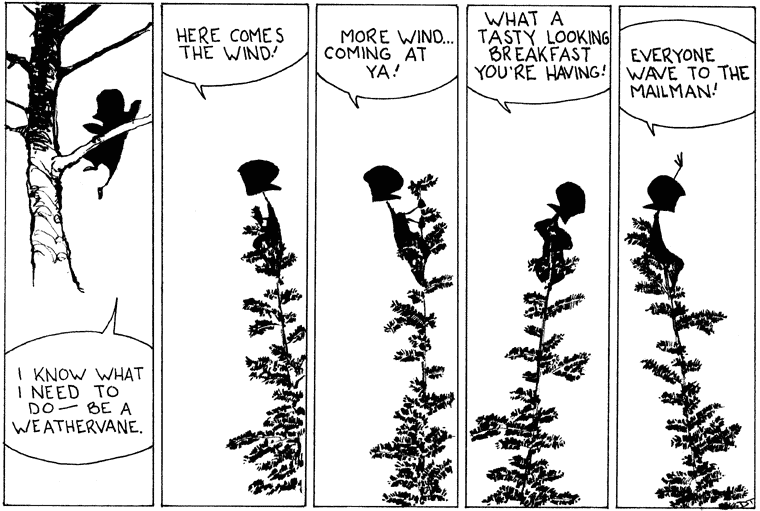 I KNOW WHAT
I NEED TO
DO — BE A
WEATHERVANE.
HERE COMES
THE WIND!
MORE WIND...
COMING AT
YA!
WHAT A
TASTY LOOKING
BREAKFAST
YOU'RE HAVING!
EVERYONE
WAVE TO THE
MAILMAN!